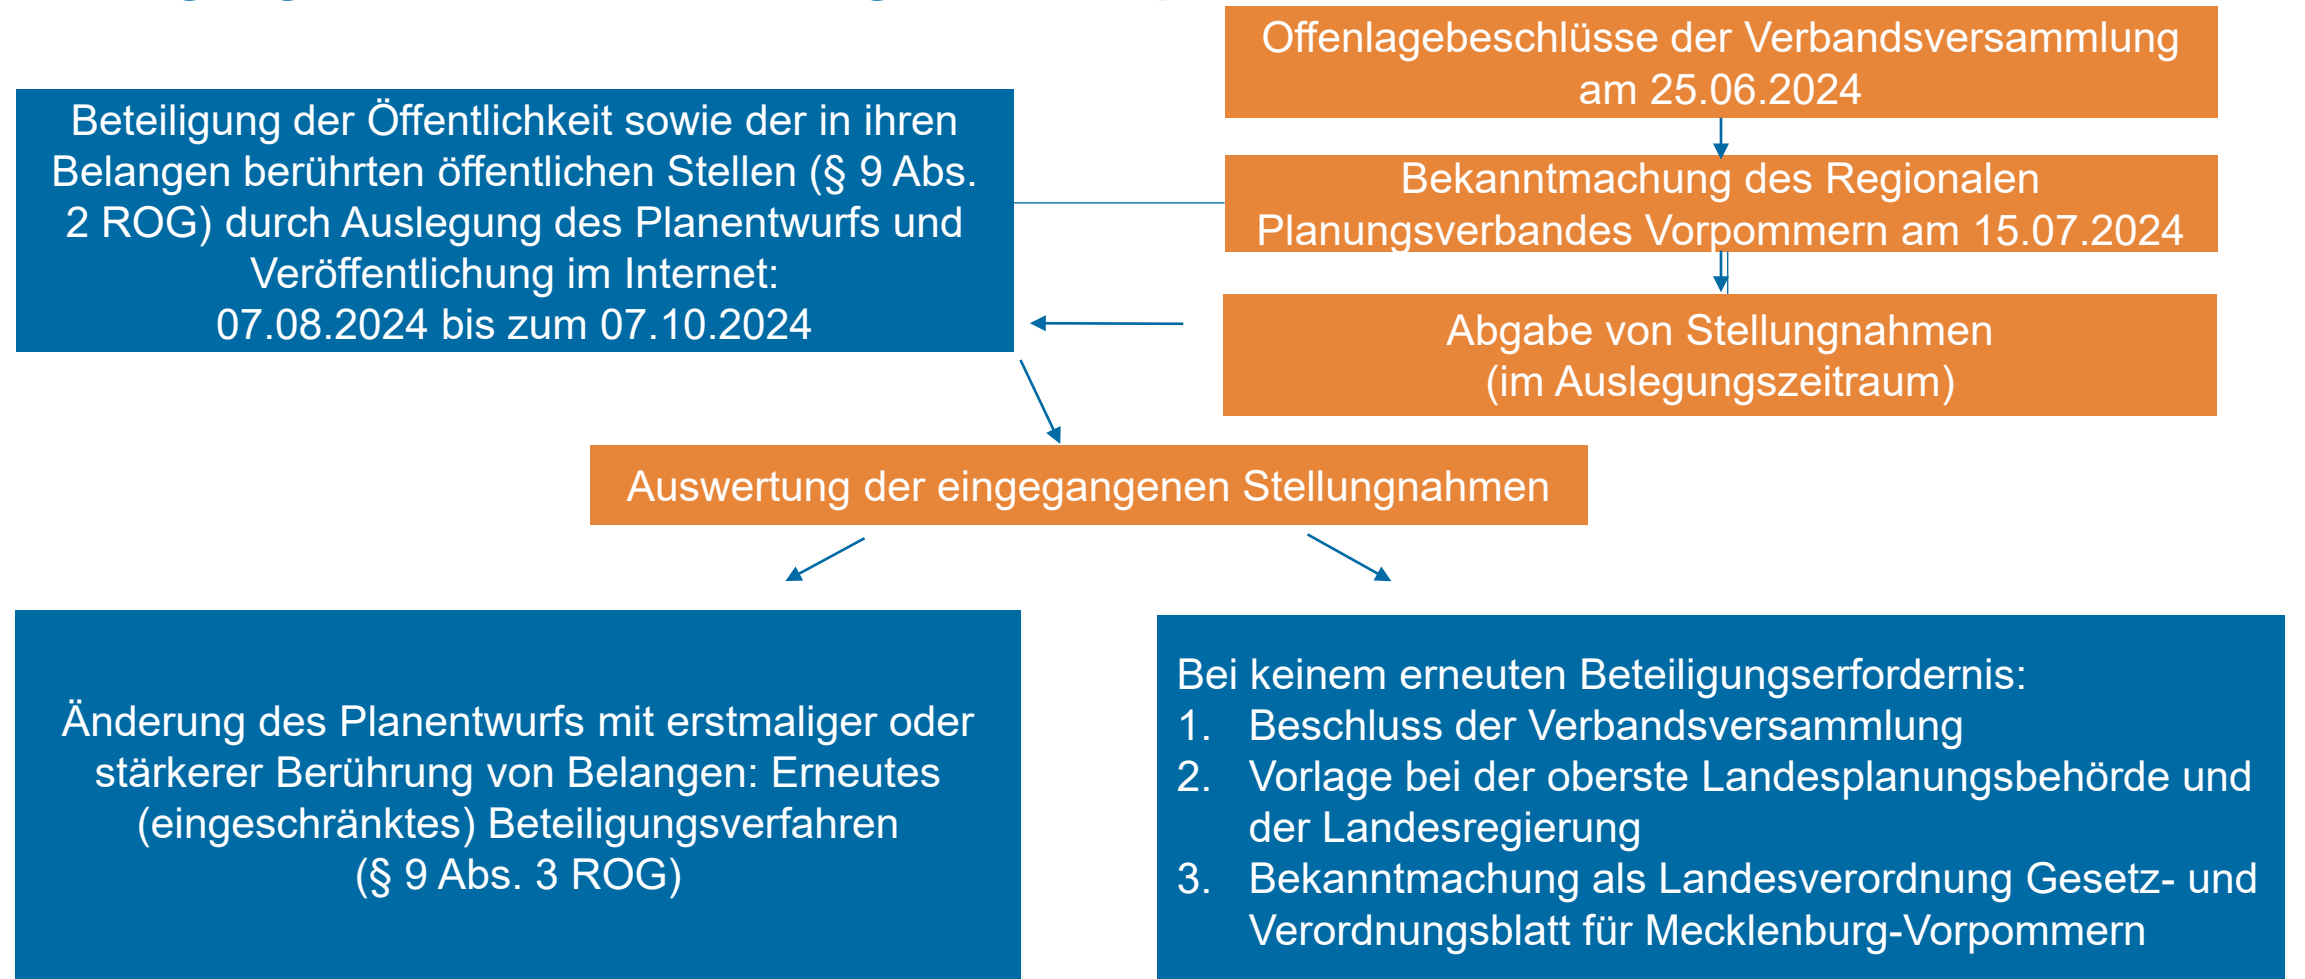 Offenlagebeschlüsse der Verbandsversammlung
am 25.06.2024
Beteiligung der Öffentlichkeit sowie der in ihren
Belangen berührten öffentlichen Stellen (§ 9 Abs.
2 ROG) durch Auslegung des Planentwurfs und
Veröffentlichung im Internet:
07.08.2024 bis zum 07.10.2024
Bekanntmachung des Regionalen
Planungsverbandes Vorpommern am 15.07.2024
Abgabe von Stellungnahmen
(im Auslegungszeitraum)
Auswertung der eingegangenen Stellungnahmen
Änderung des Planentwurfs mit erstmaliger oder
stärkerer Berührung von Belangen: Erneutes
(eingeschränktes) Beteiligungsverfahren
(§ 9 Abs. 3 ROG)
Bei keinem erneuten Beteiligungserfordernis:
1. Beschluss der Verbandsversammlung
2. Vorlage bei der oberste Landesplanungsbehörde und
der Landesregierung
3. Bekanntmachung als Landesverordnung Gesetz- und
Verordnungsblatt für Mecklenburg-Vorpommern